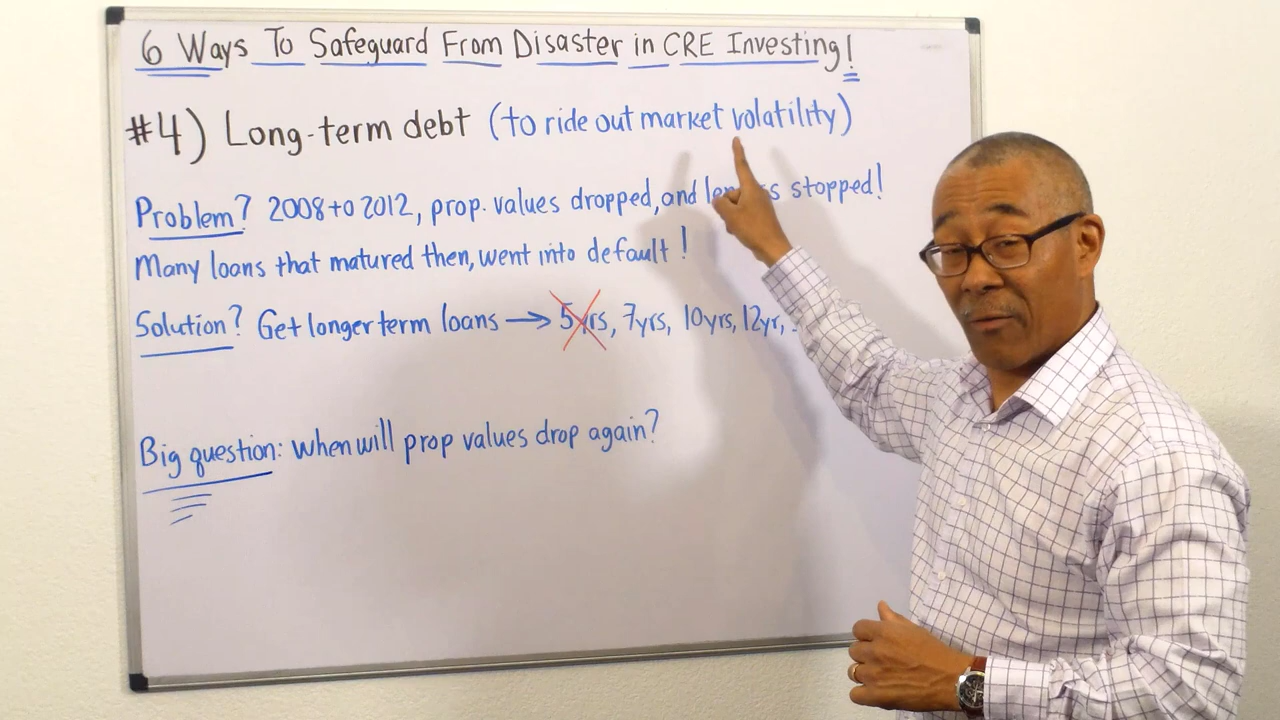 6 Ways To Safeguard From Disaster in CRE Investing!
#4) Long-term debt (to ride out market volatility)
Problem? 2008 to 2012, prop. values dropped, and stopped!
Many loans that matured then, went into default!
Solution? Get longer term loans → 5yrs, 7yrs, 10yrs, 12yr,
Big question: When will prop values drop again?